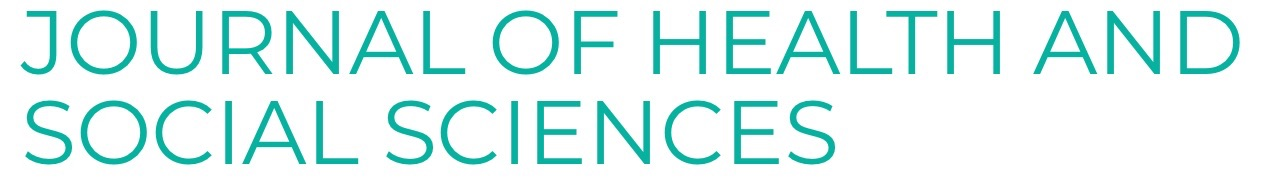 JOURNAL OF HEALTH AND
SOCIAL SCIENCES